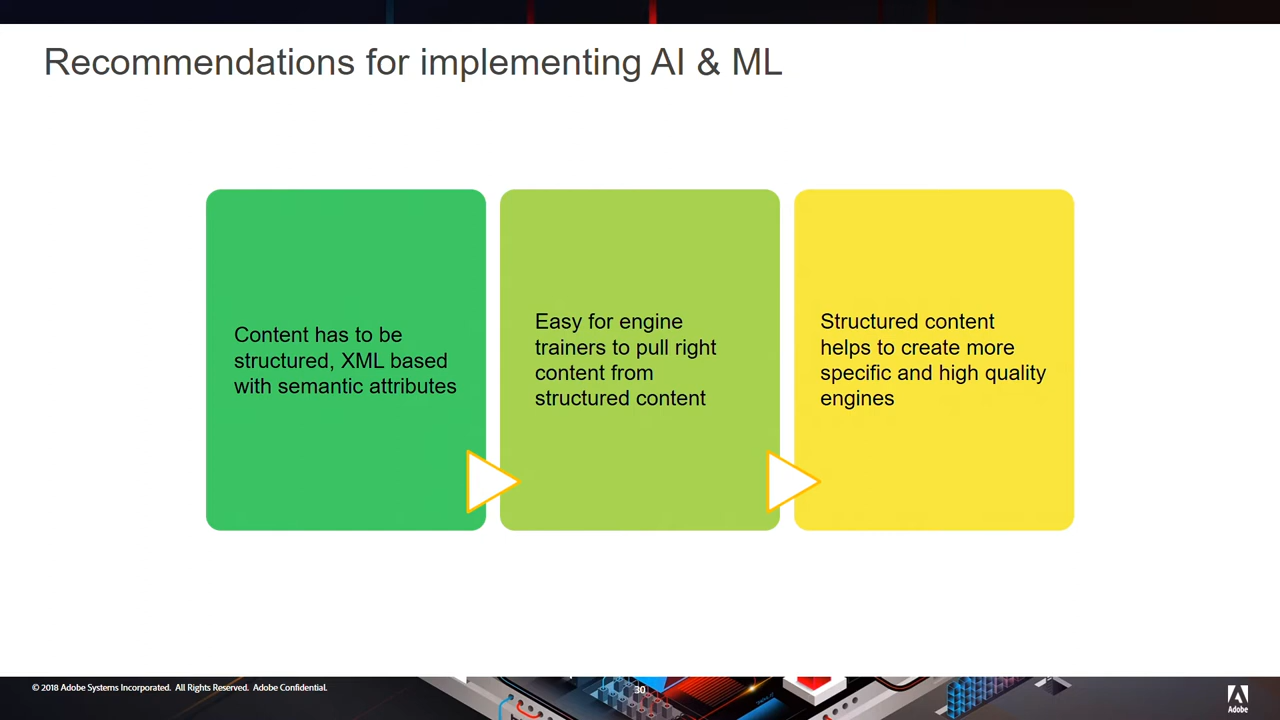 Recommendations for implementing AI & ML
Content has to be
structured, XML based
with semantic attributes
Easy for engine
trainers to pull right
content from
structured content
Structured content
helps to create more
specific and high quality
engines
© 2018 Adobe Systems Incorporated. All Rights Reserved. Adobe Confidential.
30
Adobe